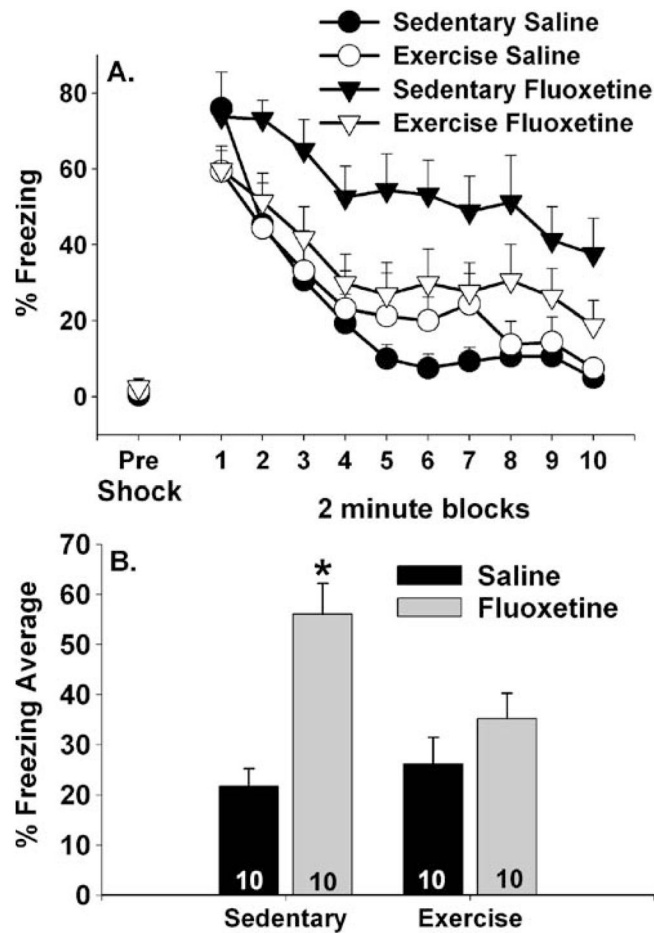 A.
Sedentary Saline
Exercise Saline
Sedentary Fluoxetine
Exercise Fluoxetine
% Freezing
80
60
40
20
0
Pre Shock
1 2 3 4 5 6 7 8 9 10
2 minute blocks
B.
Saline
Fluoxetine
*
% Freezing Average
70
60
50
40
30
20
10
0
10 10 10 10
Sedentary Exercise